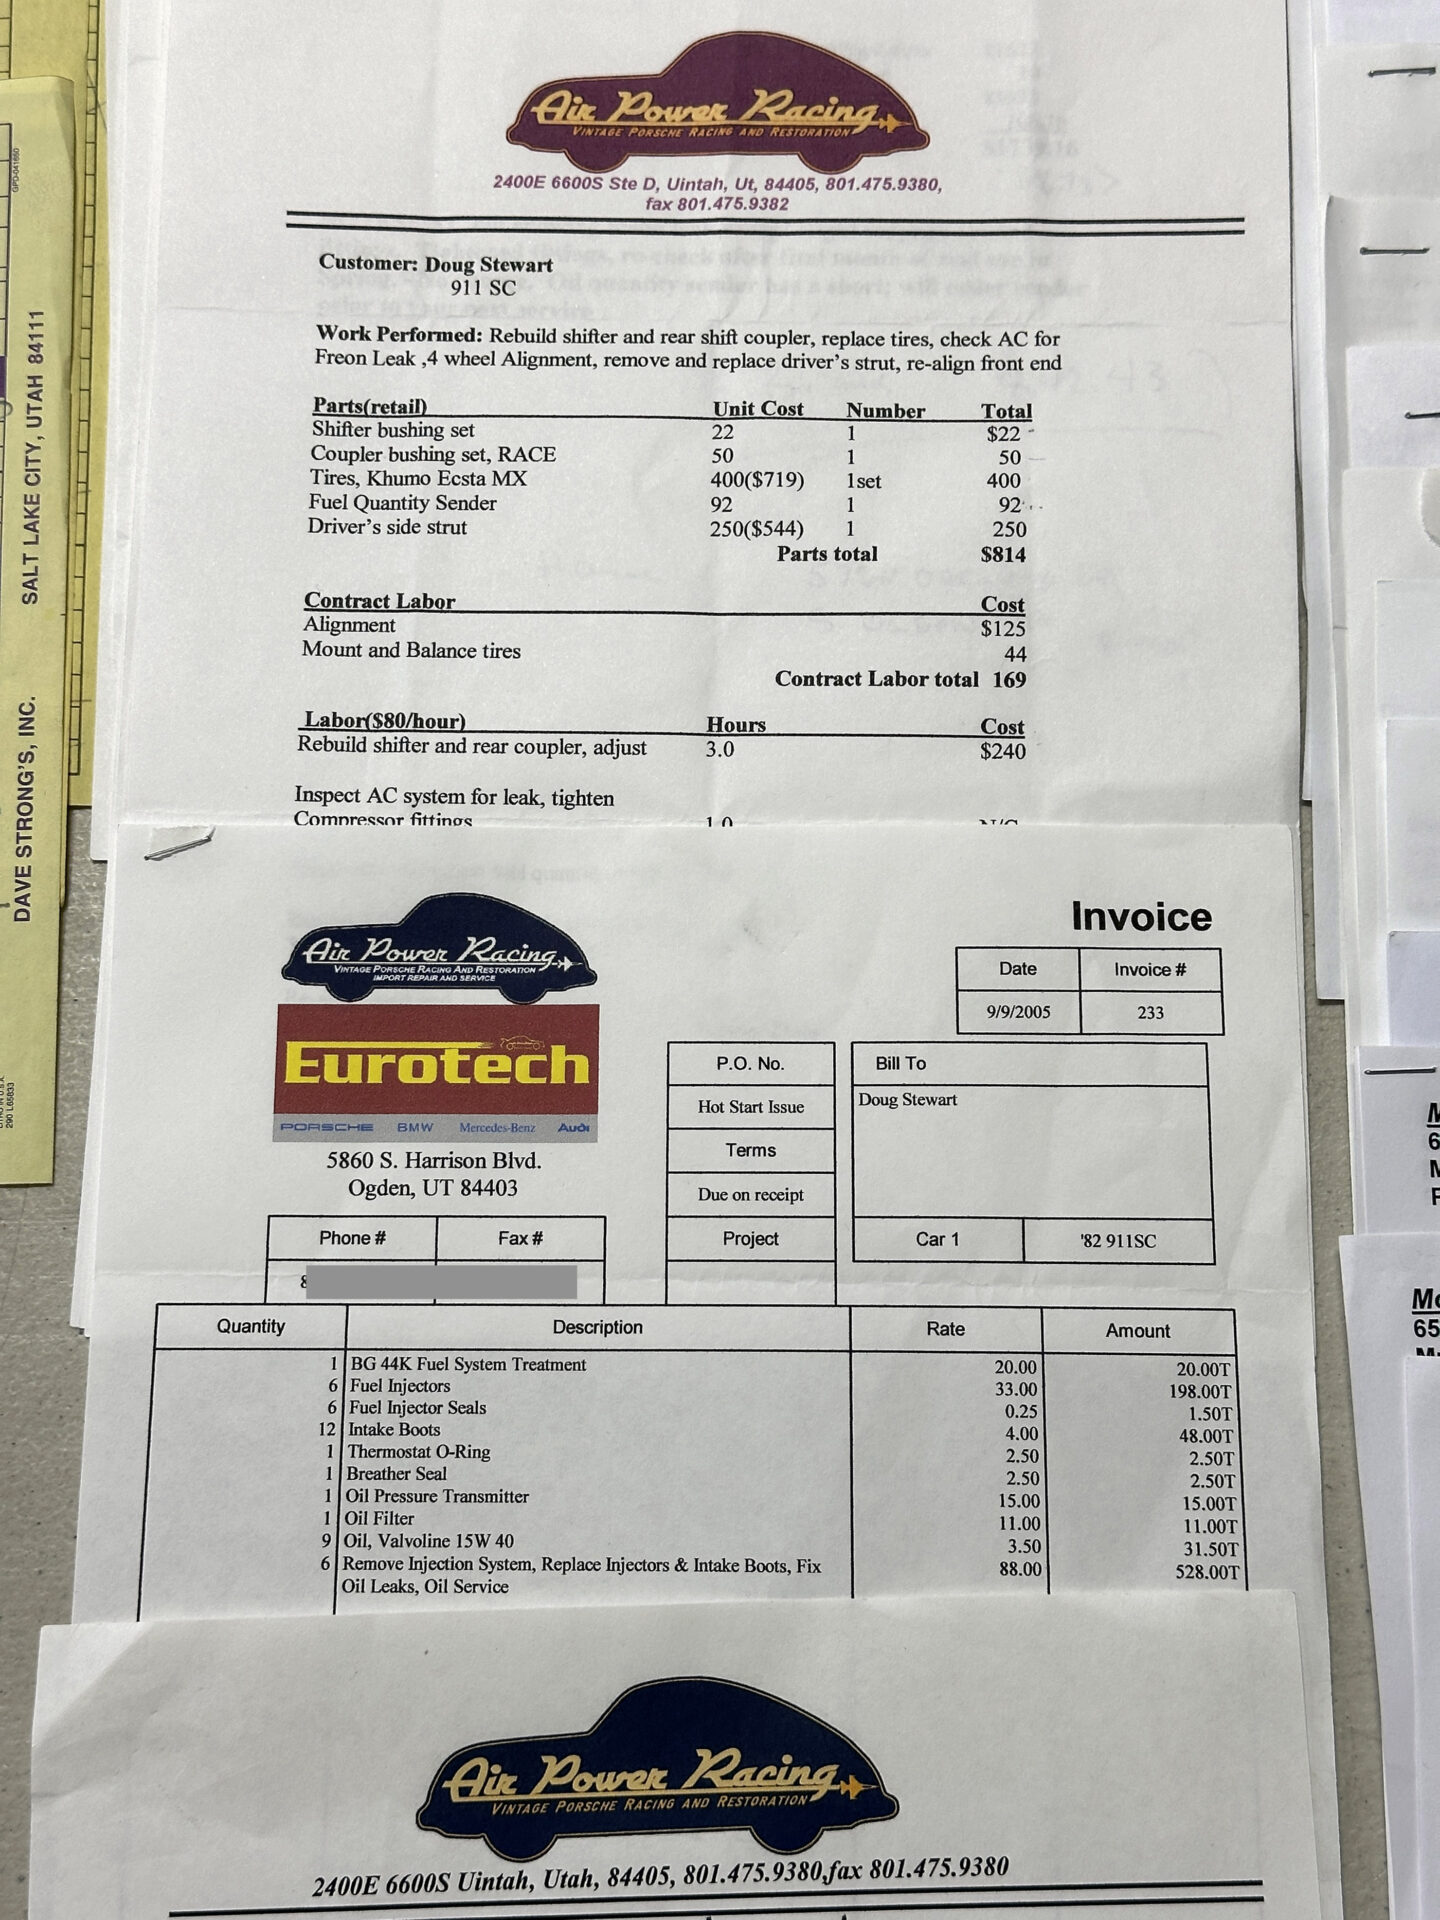 Air Power Racing
VINTAGE PORSCHE RACING AND RESTORATION
2400E 6600S Ste D, Uintah, Ut, 84405, 801.475.9380,
fax 801.475.9382
Customer: Doug Stewart
911 SC
Work Performed: Rebuild shifter and rear shift coupler, replace tires, check AC for
Freon Leak ,4 wheel Alignment, remove and replace driver's strut, re-align front end
Parts(retail) Unit Cost Number Total
Shifter bushing set 22 1 $22
Coupler bushing set, RACE 50 1 50
Tires, Khumo Ecsta MX 400($719) 1set 400
Fuel Quantity Sender 92 1 92
Driver's side strut 250($544) 1 250
Parts total $814
Contract Labor Cost
Alignment $125
Mount and Balance tires 44
Contract Labor total 169
Labor($80/hour) Hours Cost
Rebuild shifter and rear coupler, adjust 3.0 $240
Inspect AC system for leak, tighten
Compressor fittings 1.0 N/C
Air Power Racing
VINTAGE PORSCHE RACING AND RESTORATION
IMPORT REPAIR AND SERVICE
Eurotech
PORSCHE BMW Mercedes-Benz Audi
5860 S. Harrison Blvd.
Ogden, UT 84403
Phone # Fax #
8
Invoice
Date Invoice #
9/9/2005 233
P.O. No.
Hot Start Issue
Terms
Due on receipt
Project
Bill To
Doug Stewart
Car 1 '82 911SC
Quantity Description Rate Amount
1 BG 44K Fuel System Treatment 20.00 20.00T
6 Fuel Injectors 33.00 198.00T
6 Fuel Injector Seals 0.25 1.50T
12 Intake Boots 4.00 48.00T
1 Thermostat O-Ring 2.50 2.50T
1 Breather Seal 2.50 2.50T
1 Oil Pressure Transmitter 15.00 15.00T
1 Oil Filter 11.00 11.00T
9 Oil, Valvoline 15W 40 3.50 31.50T
6 Remove Injection System, Replace Injectors & Intake Boots, Fix 88.00 528.00T
Oil Leaks, Oil Service
Air Power Racing
VINTAGE PORSCHE RACING AND RESTORATION
2400E 6600S Uintah, Utah, 84405, 801.475.9380,fax 801.475.9380
DAVE STRONG'S, INC. SALT LAKE CITY, UTAH 84111
GPD-041650
290 L65833
M
6
M
F
Mo
65